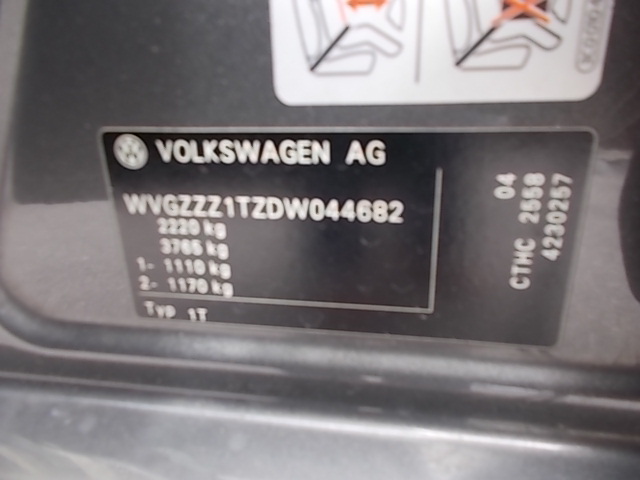 VOLKSWAGEN AG
WVGZZZ1TZDW044682
2220 kg
3765 kg
1- 1110 kg
2- 1170 kg
Typ 1T
04
CTHC 2558
4230257